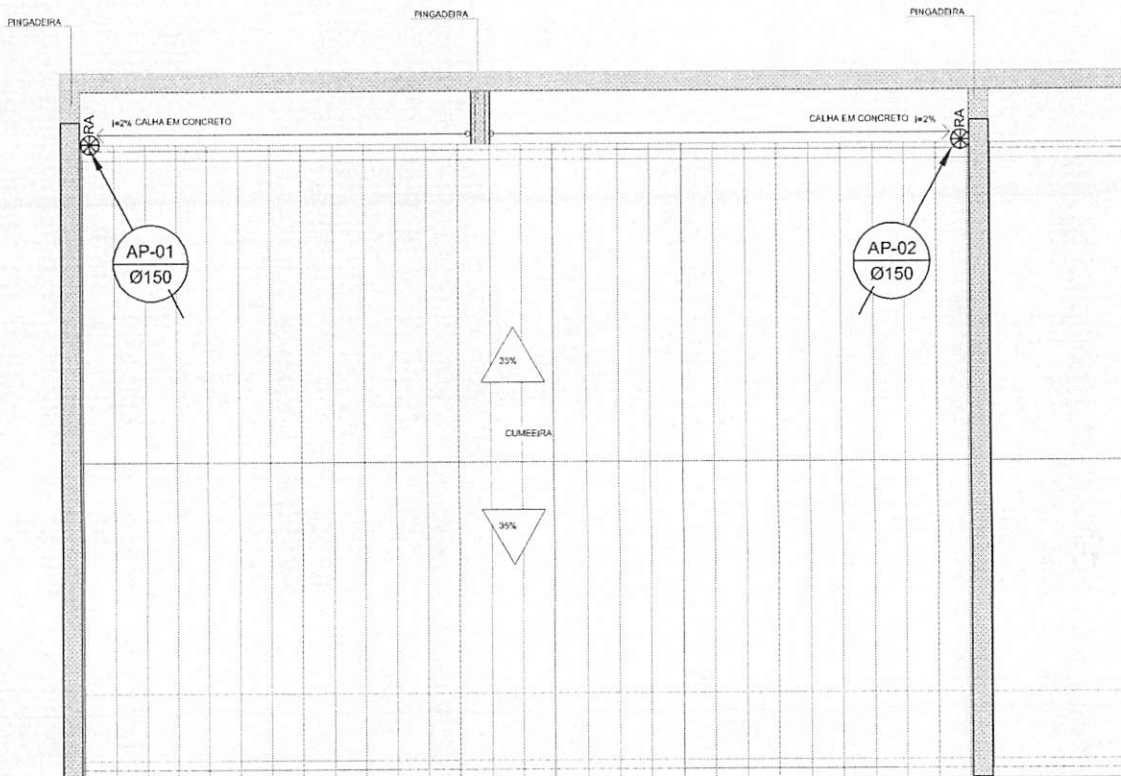 PINGADEIRA
PINGADEIRA
PINGADEIRA
RA
i=2% CALHA EM CONCRETO
CALHA EM CONCRETO i=2%
RA
AP-01
Ø150
AP-02
Ø150
35%
CUMEEIRA
35%